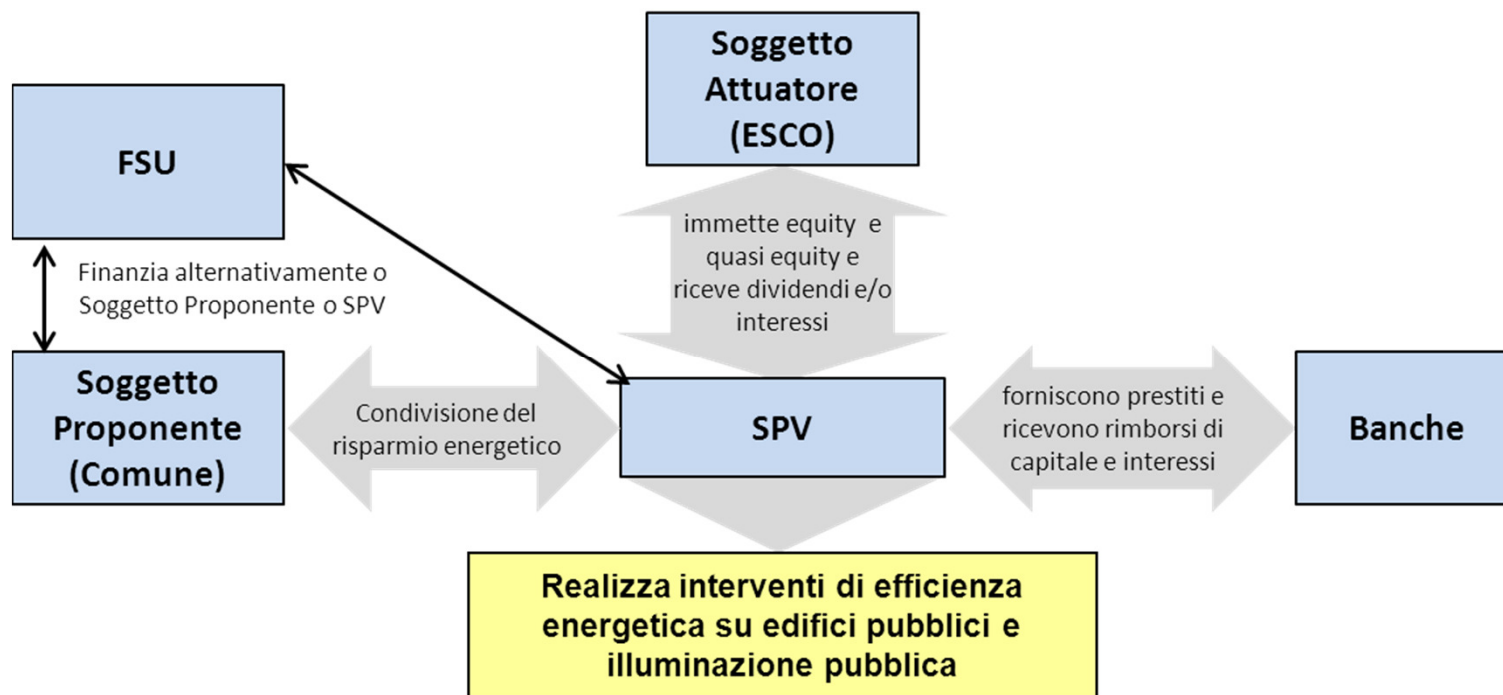 Soggetto
Attuatore
(ESCO)
FSU
immette equity e
quasi equity e
riceve dividendi e/o
interessi
Finanzia alternativamente o
Soggetto Proponente o SPV
Soggetto
Proponente
(Comune)
Condivisione del
risparmio energetico
SPV
forniscono prestiti e
ricevono rimborsi di
capitale e interessi
Banche
Realizza interventi di efficienza
energetica su edifici pubblici e
illuminazione pubblica